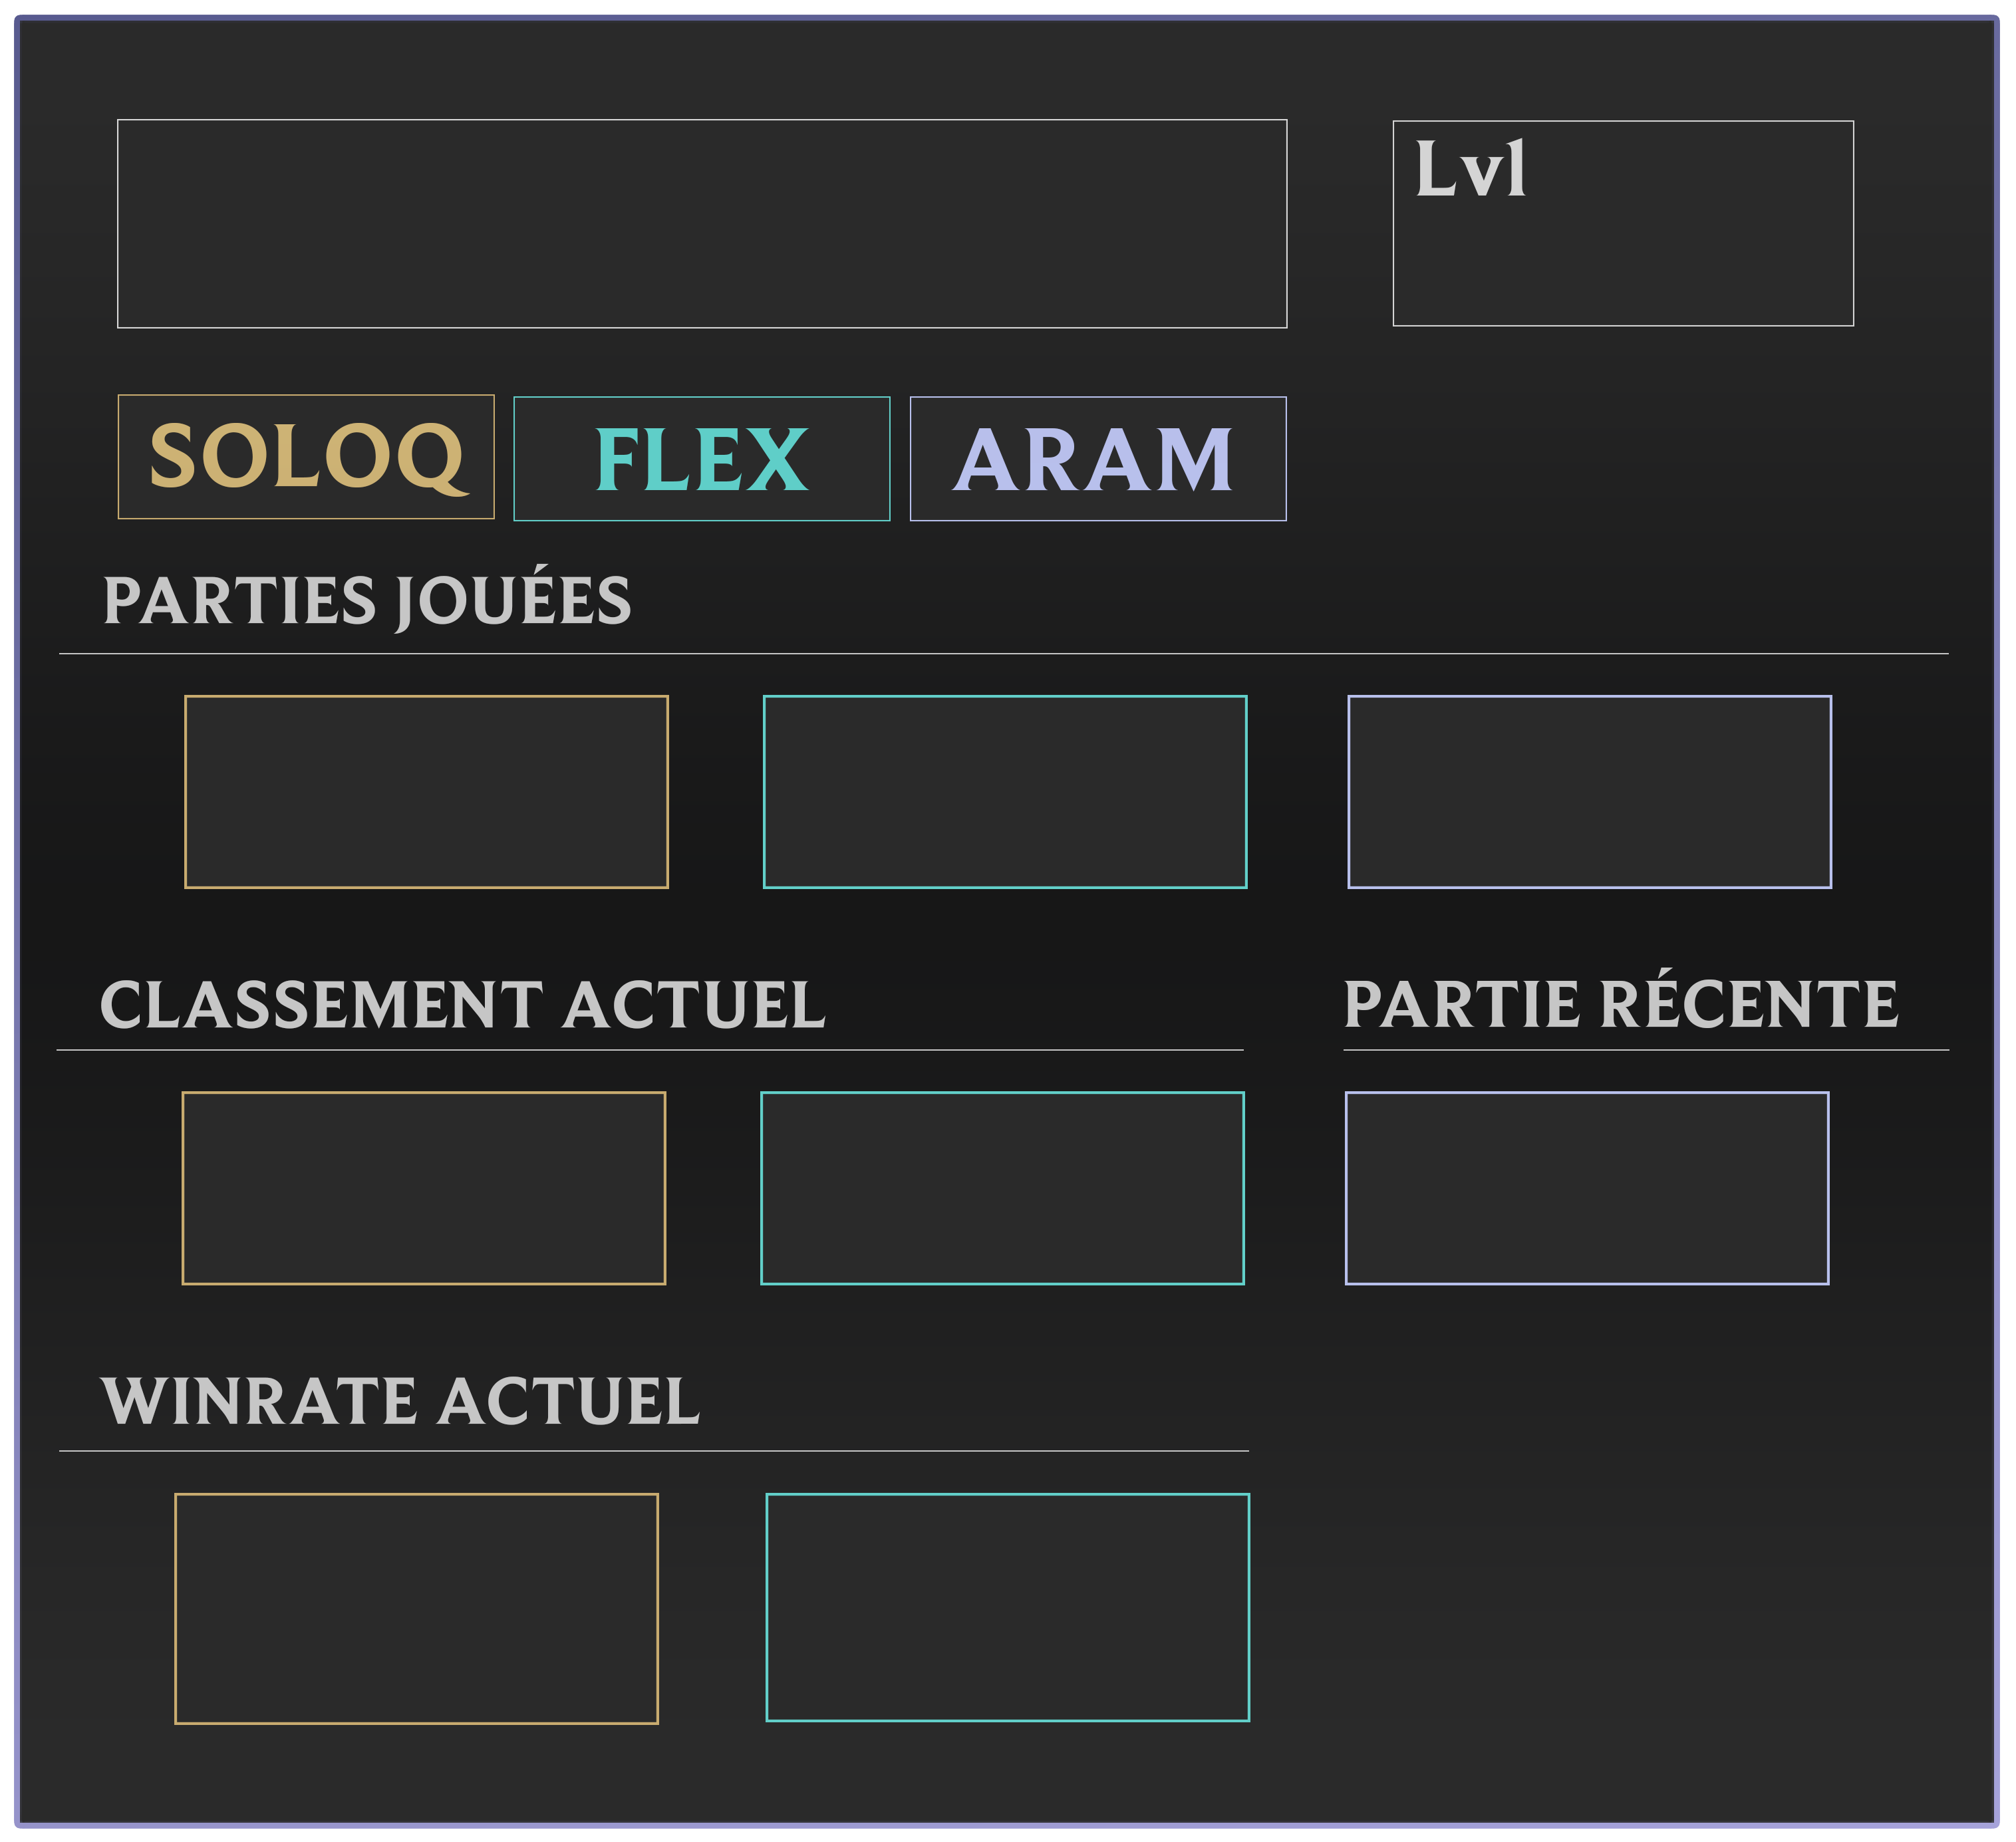 Lvl
SOLOQ FLEX ARAM
PARTIES JOUÉES
CLASSEMENT ACTUEL PARTIE RÉCENTE
WINRATE ACTUEL